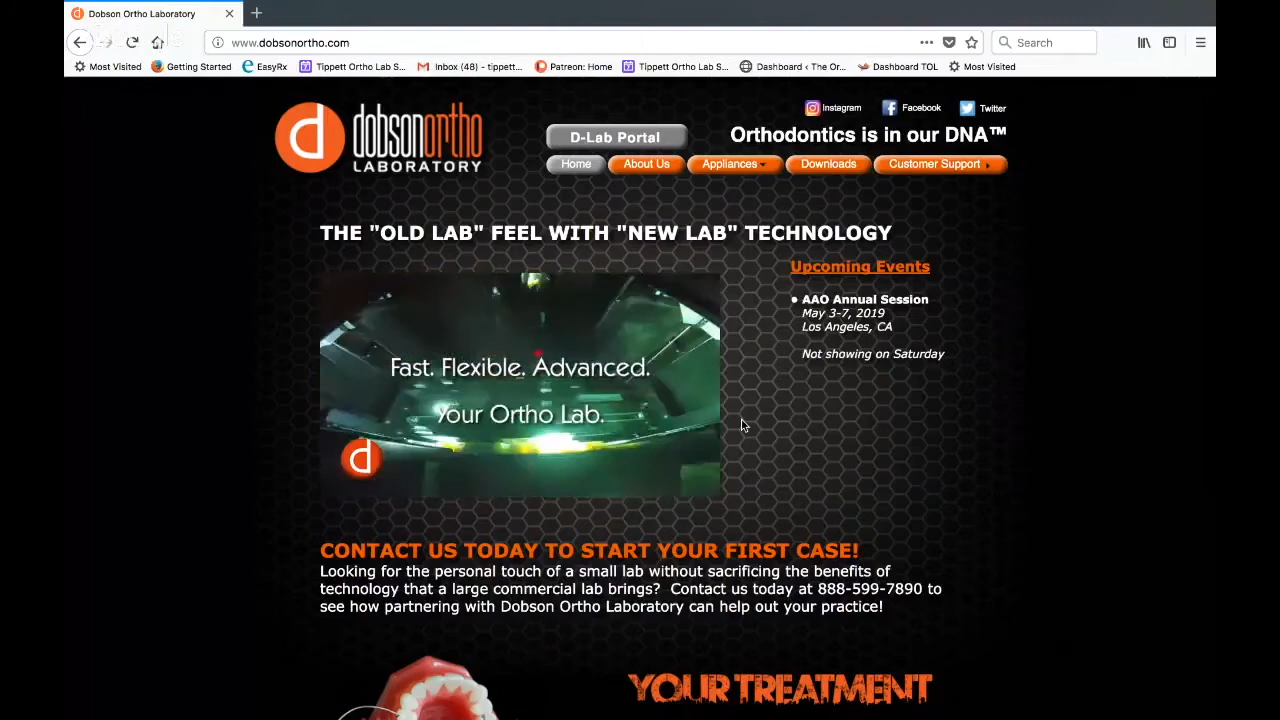 Dobson Ortho Laboratory
www.dobsonortho.com
Search
Most Visited
Getting Started
EasyRx
Tippett Ortho Lab S...
Inbox (48) - tippett...
Patreon: Home
Tippett Ortho Lab S...
Dashboard ‹ The Or...
Dashboard TOL
Most Visited
Instagram
Facebook
Twitter
dobsonortho
LABORATORY
D-Lab Portal
Orthodontics is in our DNA™
Home
About Us
Appliances
Downloads
Customer Support
THE "OLD LAB" FEEL WITH "NEW LAB" TECHNOLOGY
Upcoming Events
AAO Annual Session
May 3-7, 2019
Los Angeles, CA
Not showing on Saturday
Fast. Flexible. Advanced.
Your Ortho Lab.
d
CONTACT US TODAY TO START YOUR FIRST CASE!
Looking for the personal touch of a small lab without sacrificing the benefits of
technology that a large commercial lab brings? Contact us today at 888-599-7890 to
see how partnering with Dobson Ortho Laboratory can help out your practice!
YOUR TREATMENT